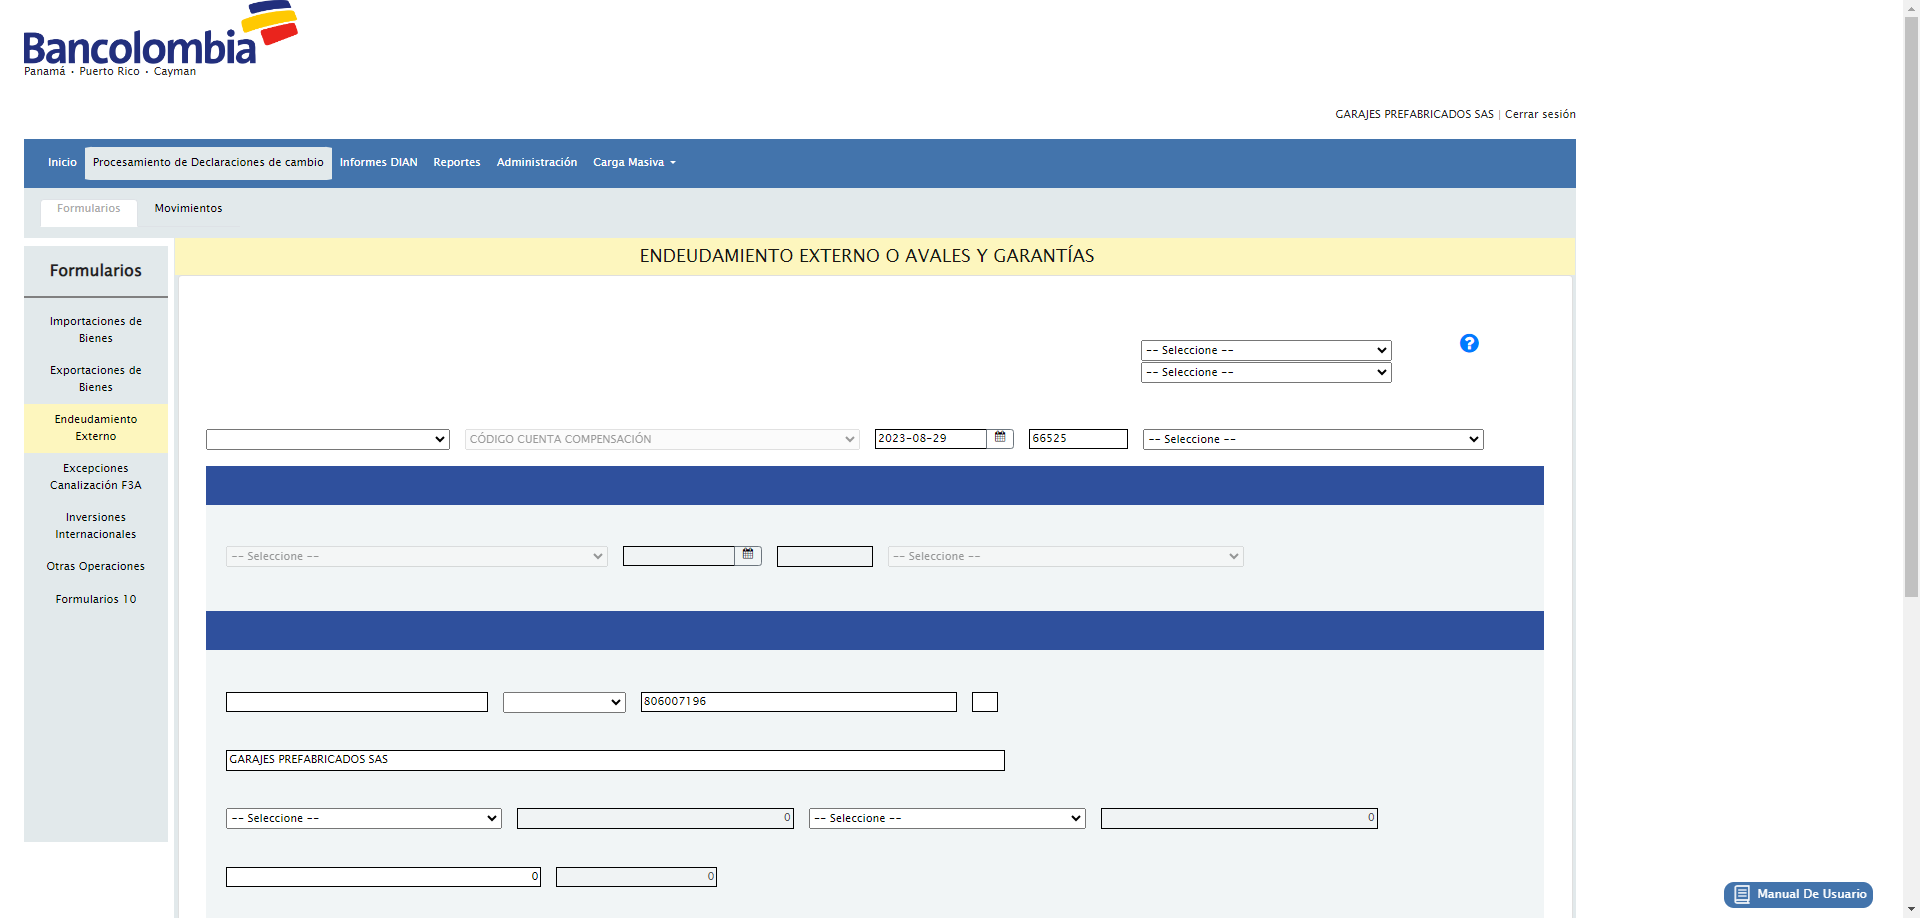 Bancolombia
Panamá • Puerto Rico • Cayman
GARAJES PREFABRICADOS SAS | Cerrar sesión
Inicio Procesamiento de Declaraciones de cambio Informes DIAN Reportes Administración Carga Masiva
Formularios Movimientos
Formularios
Importaciones de
Bienes
Exportaciones de
Bienes
Endeudamiento
Externo
Excepciones
Canalización F3A
Inversiones
Internacionales
Otras Operaciones
Formularios 10
ENDEUDAMIENTO EXTERNO O AVALES Y GARANTÍAS
-- Seleccione --
?
-- Seleccione --
CÓDIGO CUENTA COMPENSACIÓN 2023-08-29 66525 -- Seleccione --
-- Seleccione -- -- Seleccione --
806007196
GARAJES PREFABRICADOS SAS
-- Seleccione -- 0 -- Seleccione -- 0
0 0
Manual De Usuario